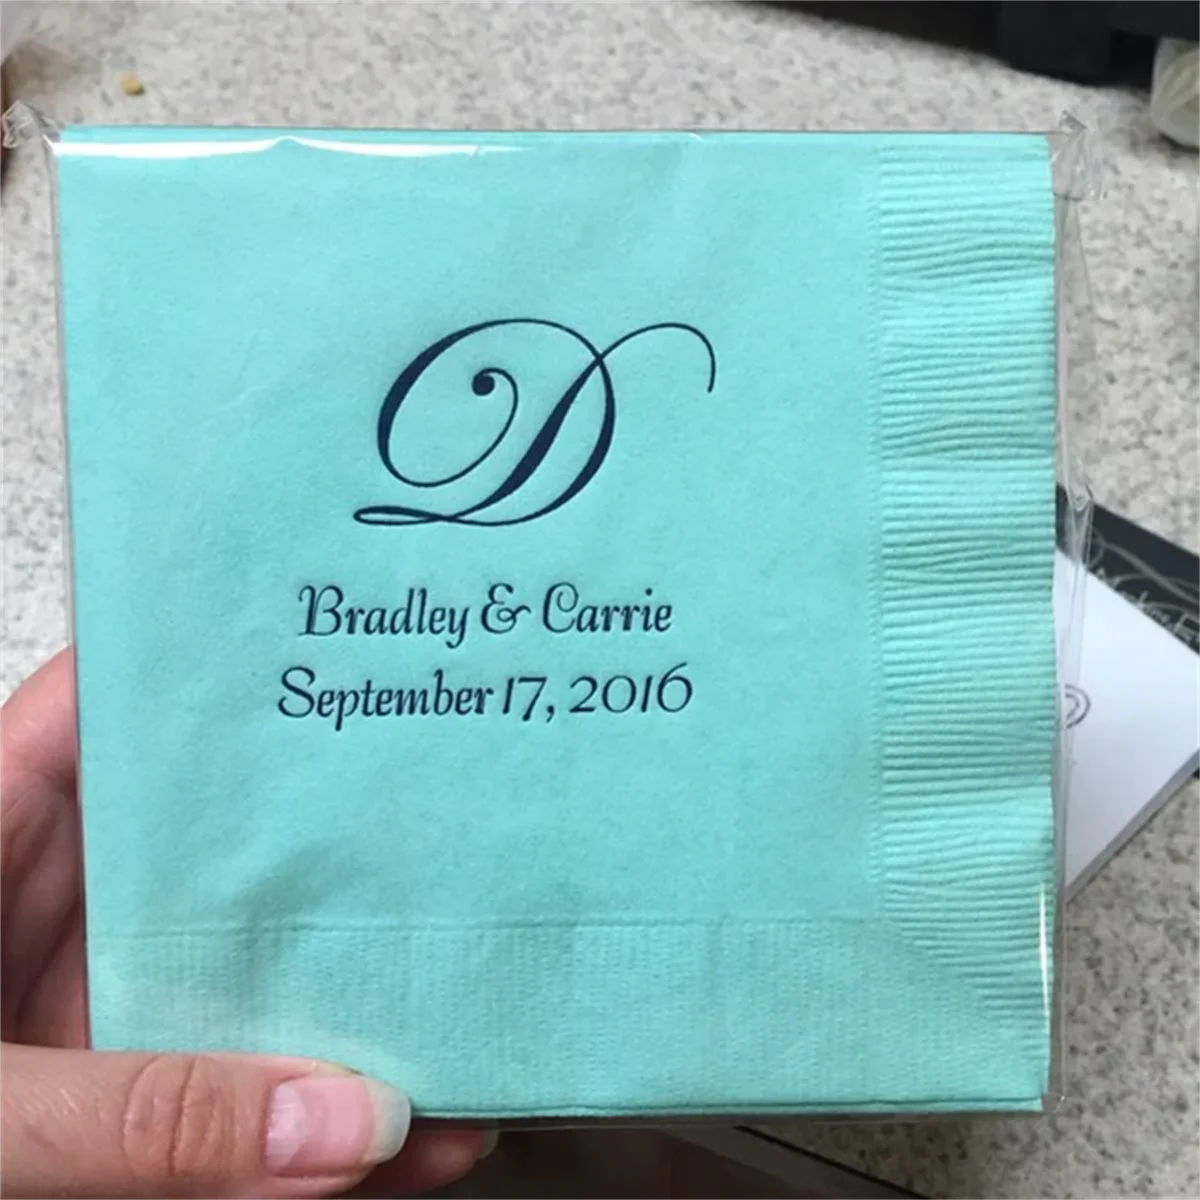 D
Bradley & Carrie
September 17, 2016